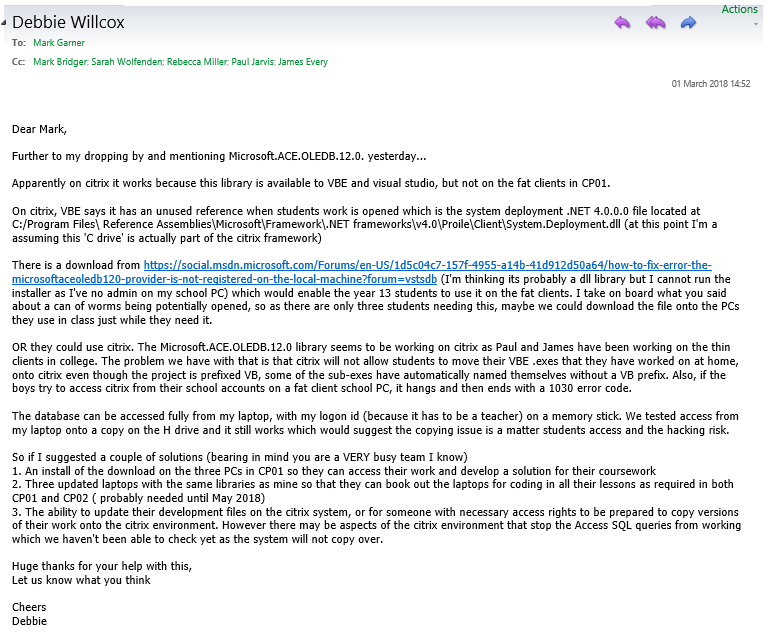 Actions
Debbie Willcox
To: Mark Garner
Cc: Mark Bridger; Sarah Wolfenden; Rebecca Miller; Paul Jarvis; James Every
01 March 2018 14:52
Dear Mark,
Further to my dropping by and mentioning Microsoft.ACE.OLEDB.12.0. yesterday...
Apparently on citrix it works because this library is available to VBE and visual studio, but not on the fat clients in CP01.
On citrix, VBE says it has an unused reference when students work is opened which is the system deployment .NET 4.0.0.0 file located at
C:/Program Files\ Reference Assemblies\Microsoft\Framework\.NET frameworks\v4.0\Proile\Client\System.Deployment.dll (at this point I'm a
assuming this 'C drive' is actually part of the citrix framework)
There is a download from https://social.msdn.microsoft.com/Forums/en-US/1d5c04c7-157f-4955-a14b-41d912d50a64/how-to-fix-error-the-
microsoftaceoledb120-provider-is-not-registered-on-the-local-machine?forum=vstsdb (I'm thinking its probably a dll library but I cannot run the
installer as I've no admin on my school PC) which would enable the year 13 students to use it on the fat clients. I take on board what you said
about a can of worms being potentially opened, so as there are only three students needing this, maybe we could download the file onto the PCs
they use in class just while they need it.
OR they could use citrix. The Microsoft.ACE.OLEDB.12.0 library seems to be working on citrix as Paul and James have been working on the thin
clients in college. The problem we have with that is that citrix will not allow students to move their VBE .exes that they have worked on at home,
onto citrix even though the project is prefixed VB, some of the sub-exes have automatically named themselves without a VB prefix. Also, if the
boys try to access citrix from their school accounts on a fat client school PC, it hangs and then ends with a 1030 error code.
The database can be accessed fully from my laptop, with my logon id (because it has to be a teacher) on a memory stick. We tested access from
my laptop onto a copy on the H drive and it still works which would suggest the copying issue is a matter students access and the hacking risk.
So if I suggested a couple of solutions (bearing in mind you are a VERY busy team I know)
1. An install of the download on the three PCs in CP01 so they can access their work and develop a solution for their coursework
2. Three updated laptops with the same libraries as mine so that they can book out the laptops for coding in all their lessons as required in both
CP01 and CP02 ( probably needed until May 2018)
3. The ability to update their development files on the citrix system, or for someone with necessary access rights to be prepared to copy versions
of their work onto the citrix environment. However there may be aspects of the citrix environment that stop the Access SQL queries from working
which we haven't been able to check yet as the system will not copy over.
Huge thanks for your help with this,
Let us know what you think
Cheers
Debbie